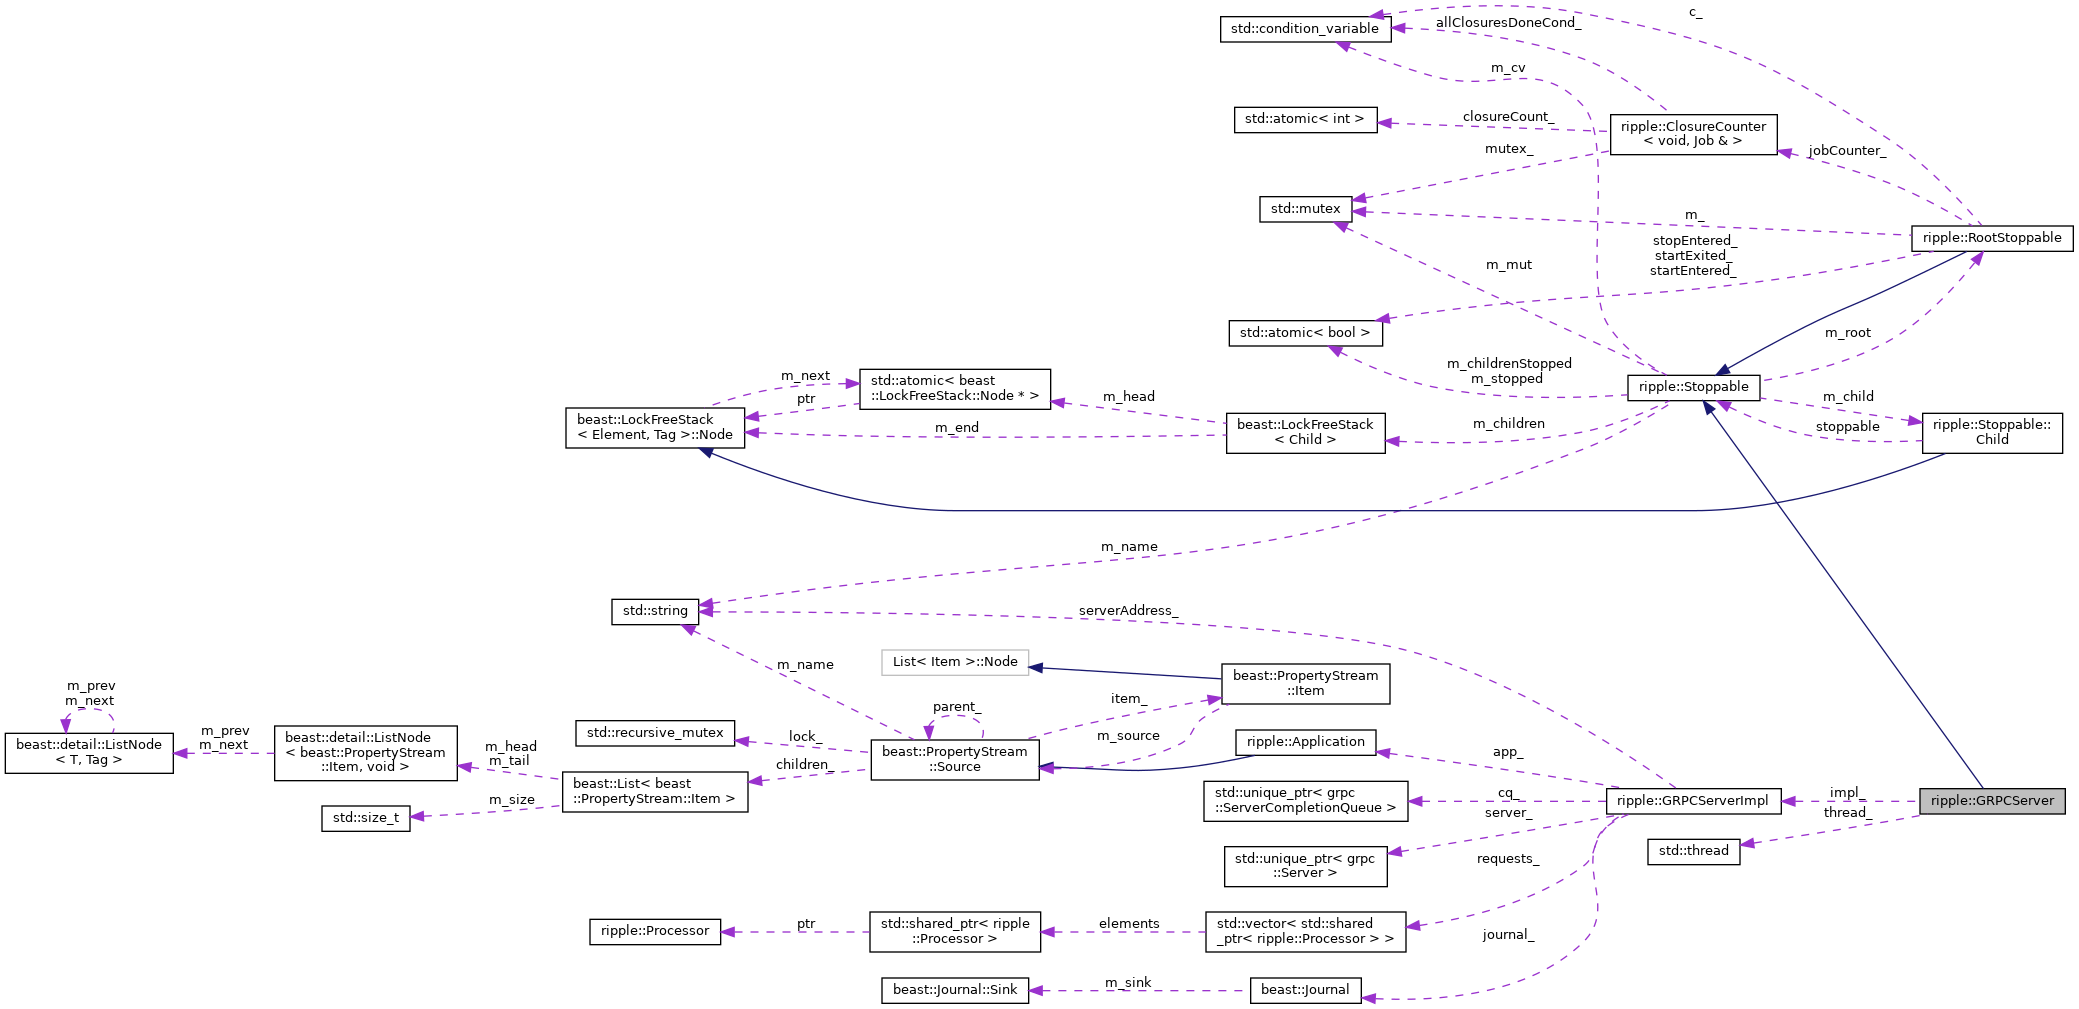 c_
std::condition_variable
allClosuresDoneCond_
m_cv
std::atomic< int >
closureCount_
ripple::ClosureCounter
< void, Job & >
mutex_
jobCounter_
std::mutex
m_
ripple::RootStoppable
stopEntered_
startExited_
startEntered_
m_mut
std::atomic< bool >
m_root
m_childrenStopped
m_stopped
ripple::Stoppable
m_next
std::atomic< beast
::LockFreeStack::Node * >
ptr
m_head
m_child
beast::LockFreeStack
< Element, Tag >::Node
m_end
beast::LockFreeStack
< Child >
m_children
stoppable
ripple::Stoppable::
Child
m_name
std::string
serverAddress_
m_name
List< Item >::Node
beast::PropertyStream
::Item
m_prev
m_next
parent_
item_
m_prev
m_next
beast::detail::ListNode
< T, Tag >
beast::detail::ListNode
< beast::PropertyStream
::Item, void >
m_head
m_tail
std::recursive_mutex
lock_
children_
beast::PropertyStream
::Source
m_source
ripple::Application
app_
beast::List< beast
::PropertyStream::Item >
m_size
std::size_t
std::unique_ptr< grpc
::ServerCompletionQueue >
cq_
ripple::GRPCServerImpl
impl_
ripple::GRPCServer
server_
thread_
std::thread
std::unique_ptr< grpc
::Server >
requests_
ripple::Processor
ptr
std::shared_ptr< ripple
::Processor >
elements
std::vector< std::shared
_ptr< ripple::Processor > >
journal_
beast::Journal::Sink
m_sink
beast::Journal